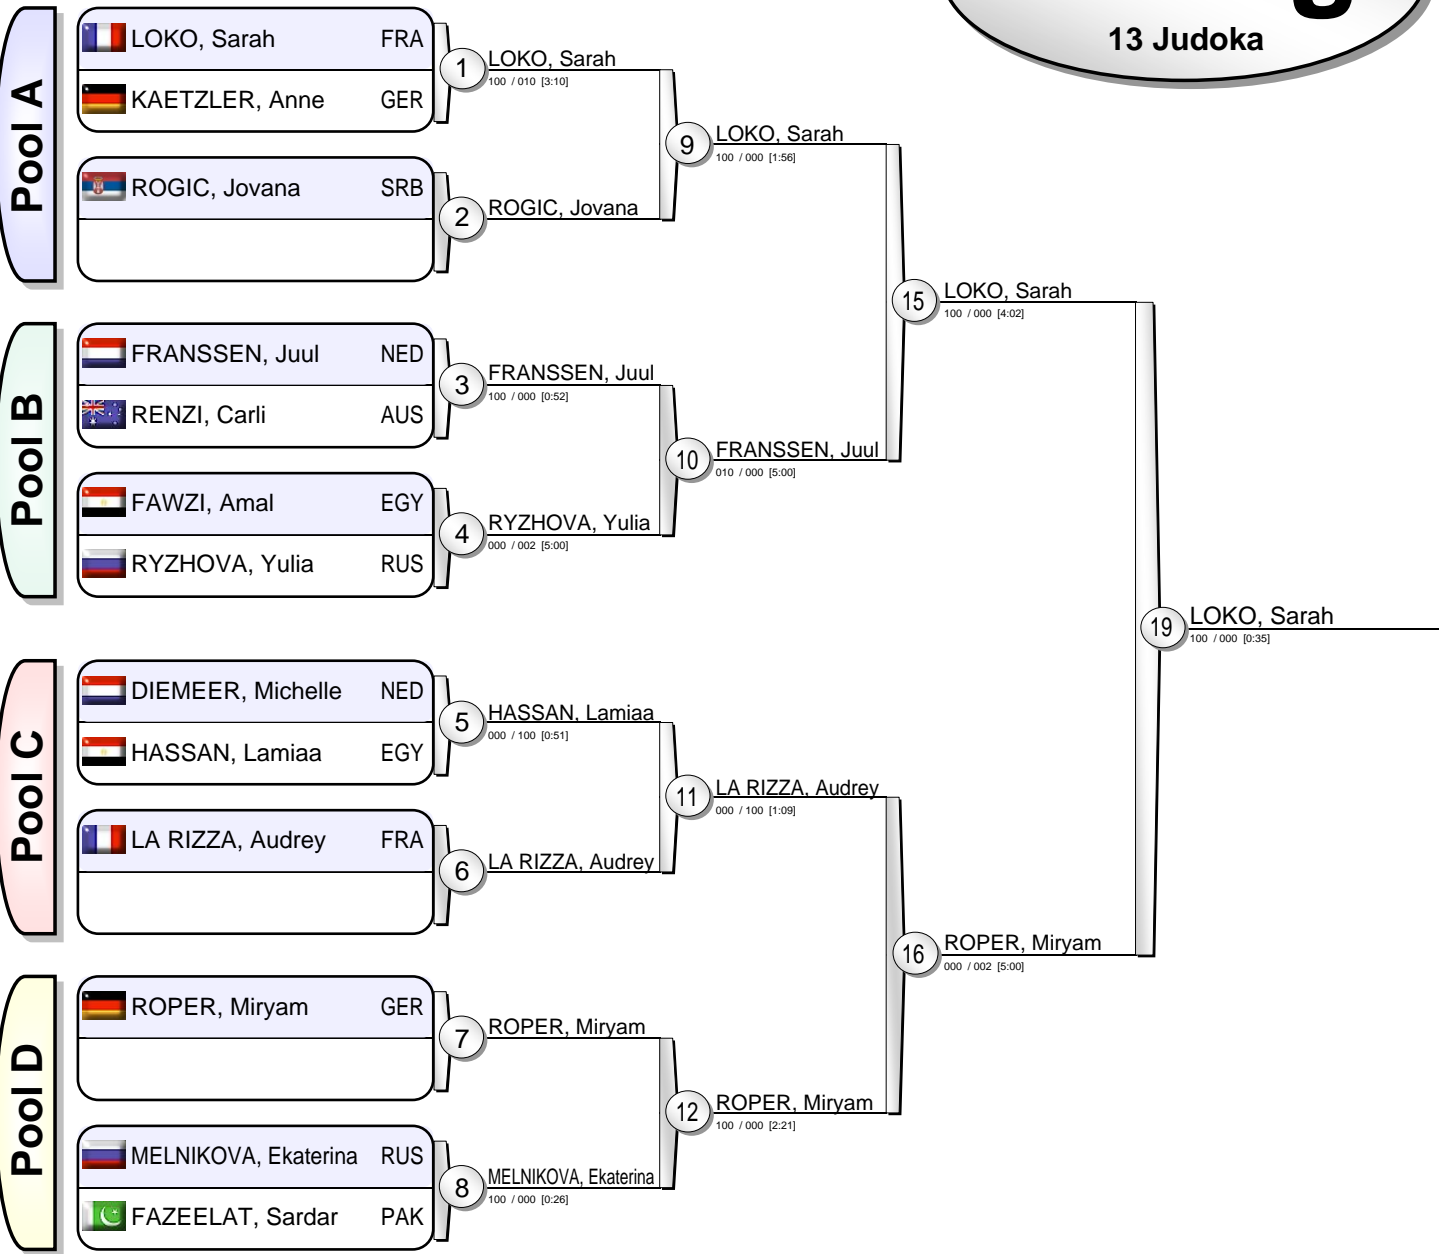 13 Judoka
Pool A
LOKO, Sarah FRA
KAETZLER, Anne GER
ROGIC, Jovana SRB
1
LOKO, Sarah
100 / 010 [3:10]
2
ROGIC, Jovana
9
LOKO, Sarah
100 / 000 [1:56]
Pool B
FRANSSEN, Juul NED
RENZI, Carli AUS
FAWZI, Amal EGY
RYZHOVA, Yulia RUS
3
FRANSSEN, Juul
100 / 000 [0:52]
4
RYZHOVA, Yulia
000 / 002 [5:00]
10
FRANSSEN, Juul
010 / 000 [5:00]
15
LOKO, Sarah
100 / 000 [4:02]
Pool C
DIEMEER, Michelle NED
HASSAN, Lamiaa EGY
LA RIZZA, Audrey FRA
5
HASSAN, Lamiaa
000 / 100 [0:51]
6
LA RIZZA, Audrey
11
LA RIZZA, Audrey
000 / 100 [1:09]
Pool D
ROPER, Miryam GER
MELNIKOVA, Ekaterina RUS
FAZEELAT, Sardar PAK
7
ROPER, Miryam
8
MELNIKOVA, Ekaterina
100 / 000 [0:26]
12
ROPER, Miryam
100 / 000 [2:21]
16
ROPER, Miryam
000 / 002 [5:00]
19
LOKO, Sarah
100 / 000 [0:35]